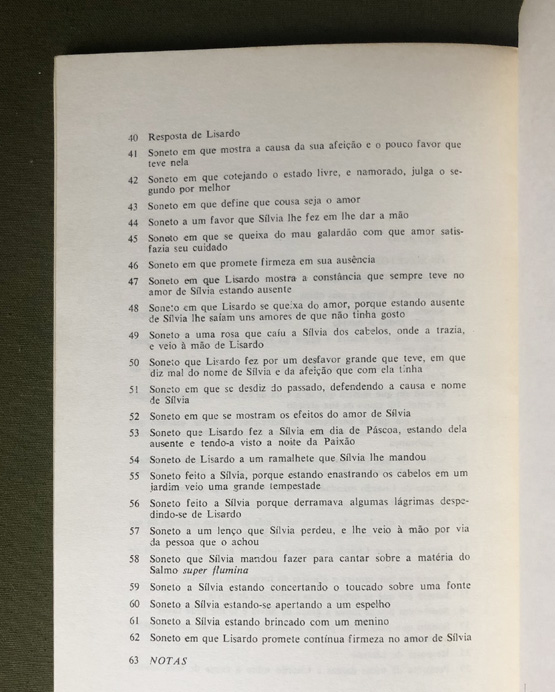 40 Resposta de Lisardo
41 Soneto em que mostra a causa da sua afeição e o pouco favor que
teve nela
42 Soneto em que cotejando o estado livre, e namorado, julga o se-
gundo por melhor
43 Soneto em que define que cousa seja o amor
44 Soneto a um favor que Sílvia lhe fez em lhe dar a mão
45 Soneto em que se queixa do mau galardão com que amor satis-
fazia seu cuidado
46 Soneto em que promete firmeza em sua ausência
47 Soneto em que Lisardo mostra a constância que sempre teve no
amor de Sílvia estando ausente
48 Soneto em que Lisardo se queixa do amor, porque estando ausente
de Sílvia lhe saíam uns amores de que não tinha gosto
49 Soneto a uma rosa que caíu a Sílvia dos cabelos, onde a trazia,
e veio à mão de Lisardo
50 Soneto que Lisardo fez por um desfavor grande que teve, em que
diz mal do nome de Sílvia e da afeição que com ela tinha
51 Soneto em que se desdiz do passado, defendendo a causa e nome
de Sílvia
52 Soneto em que se mostram os efeitos do amor de Sílvia
53 Soneto que Lisardo fez a Sílvia em dia de Páscoa, estando dela
ausente e tendo-a visto a noite da Paixão
54 Soneto de Lisardo a um ramalhete que Sílvia lhe mandou
55 Soneto feito a Sílvia, porque estando enastrando os cabelos em um
jardim veio uma grande tempestade
56 Soneto feito a Sílvia porque derramava algumas lágrimas despe-
dindo-se de Lisardo
57 Soneto a um lenço que Sílvia perdeu, e lhe veio à mão por via
da pessoa que o achou
58 Soneto que Sílvia mandou fazer para cantar sobre a matéria do
Salmo super flumina
59 Soneto a Sílvia estando concertando o toucado sobre uma fonte
60 Soneto a Sílvia estando-se apertando a um espelho
61 Soneto a Sílvia estando brincando com um menino
62 Soneto em que Lisardo promete contínua firmeza no amor de Sílvia
63 NOTAS